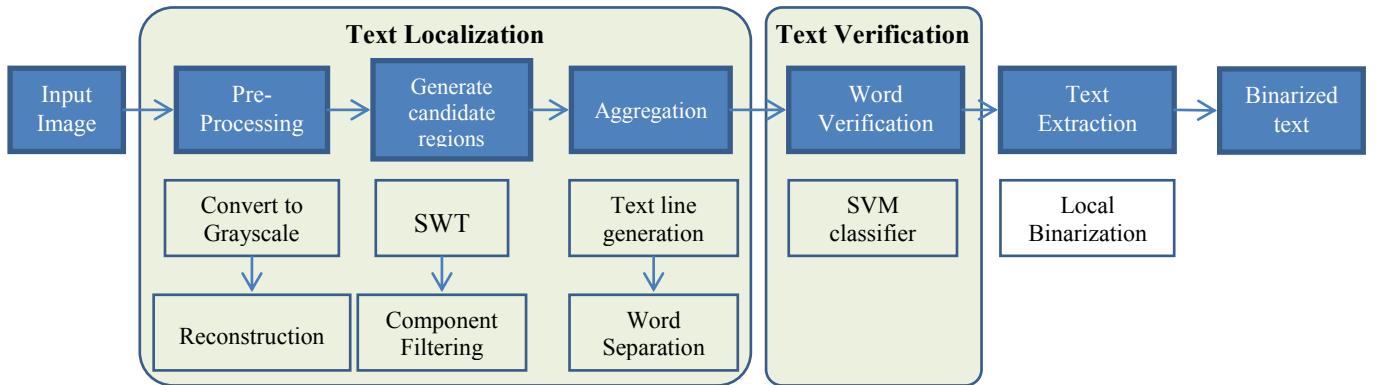 Text Localization
Text Verification
Input
Image
Pre-
Processing
Generate
candidate
regions
Aggregation
Word
Verification
Text
Extraction
Binarized
text
Convert to
Grayscale
SWT
Text line
generation
SVM
classifier
Local
Binarization
Reconstruction
Component
Filtering
Word
Separation